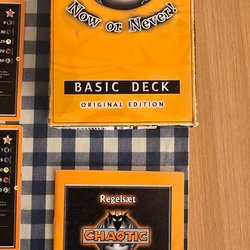 Now or Never!
BASIC DECK
ORIGINAL EDITION
Regelsæt
CHAOTIC